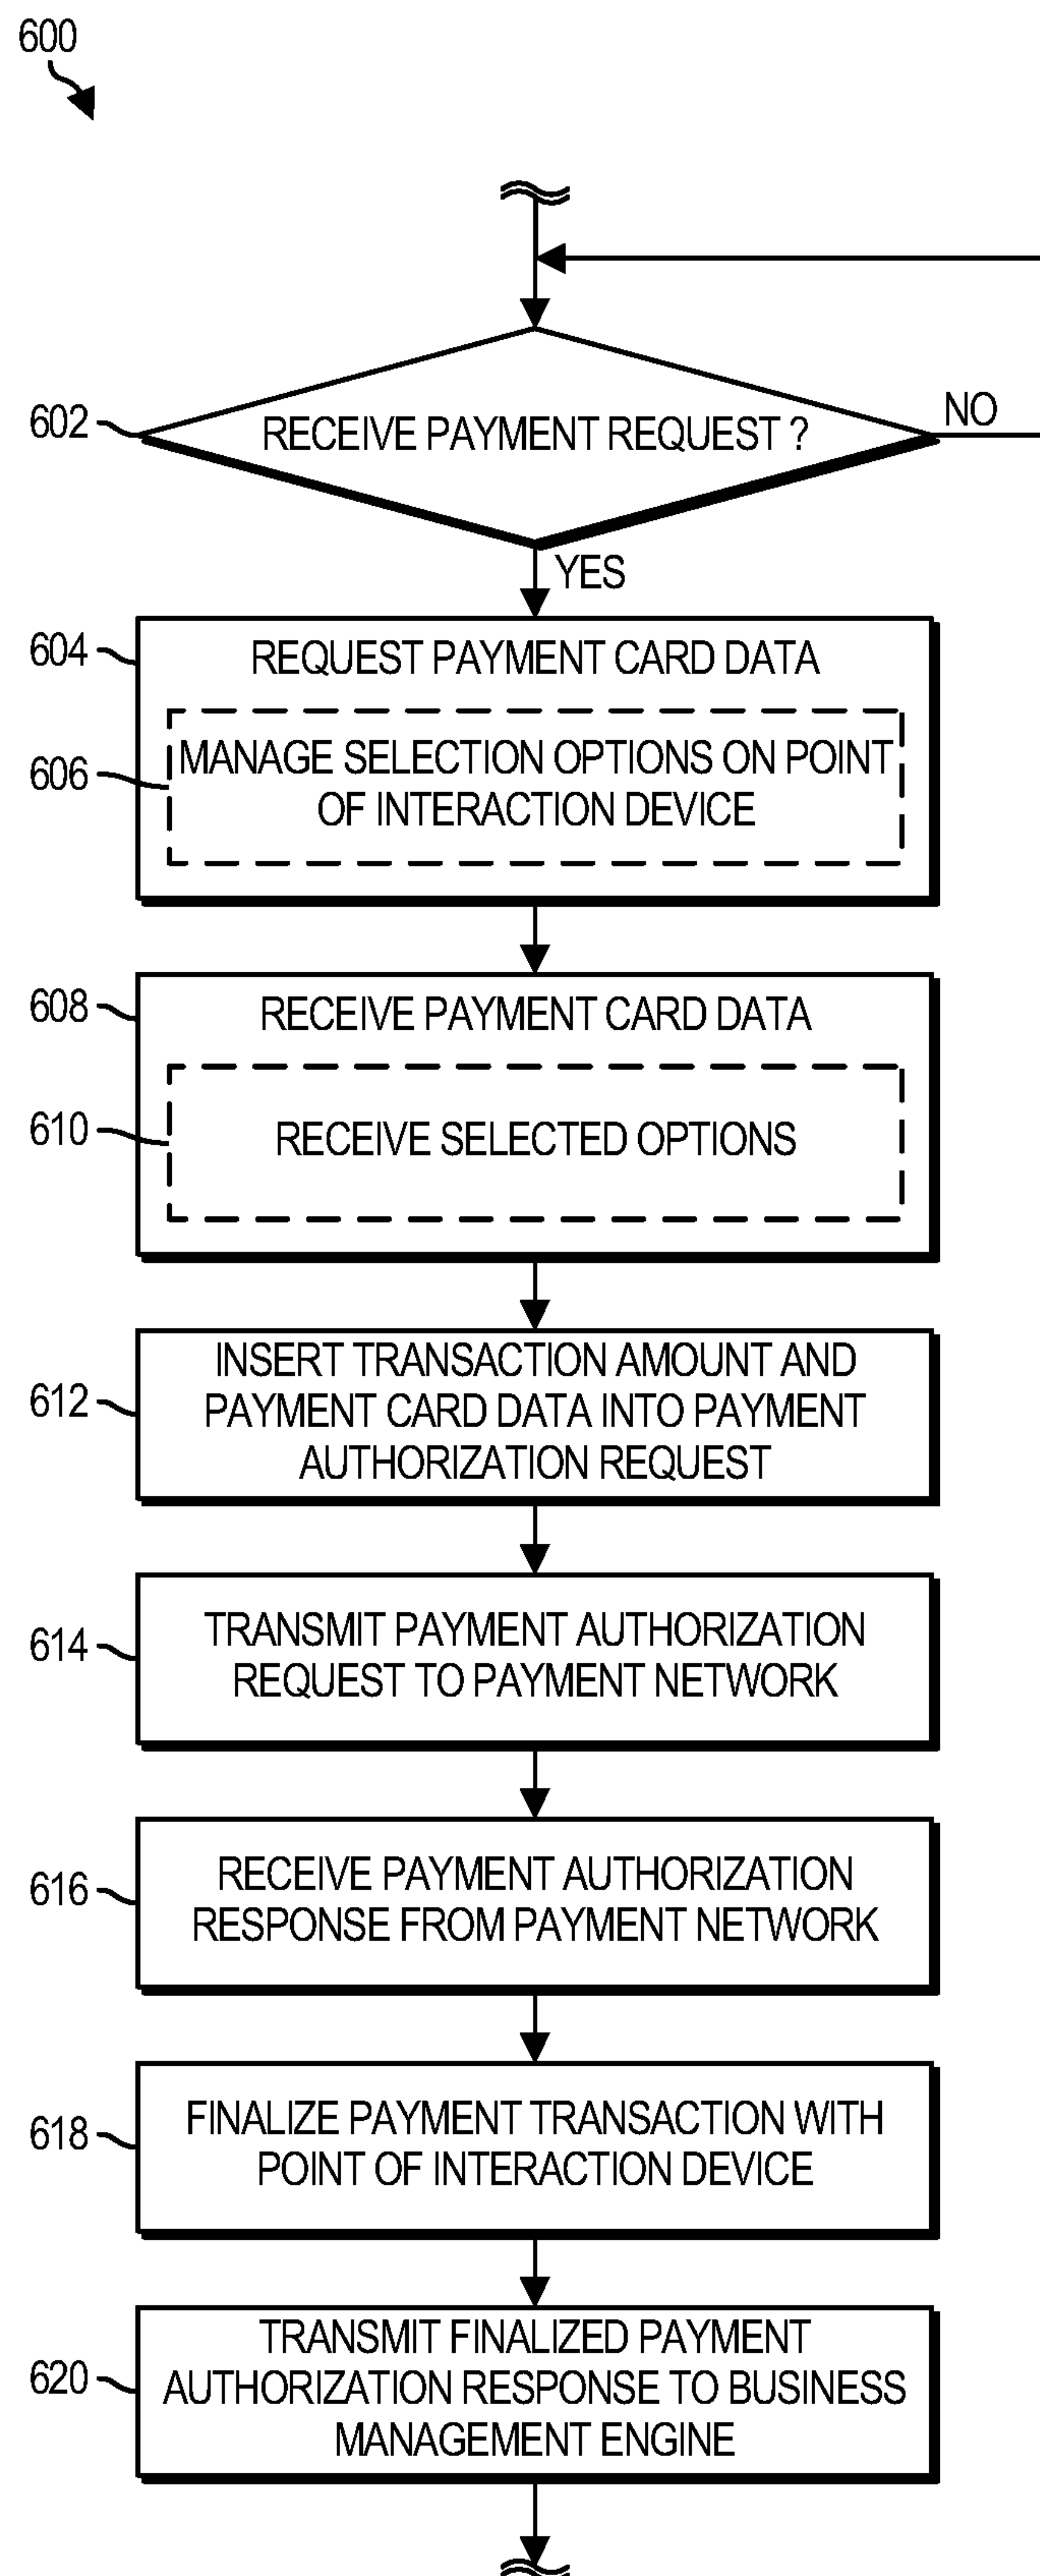 600
602
RECEIVE PAYMENT REQUEST ?
NO
YES
604
REQUEST PAYMENT CARD DATA
606
MANAGE SELECTION OPTIONS ON POINT
OF INTERACTION DEVICE
608
RECEIVE PAYMENT CARD DATA
610
RECEIVE SELECTED OPTIONS
612
INSERT TRANSACTION AMOUNT AND
PAYMENT CARD DATA INTO PAYMENT
AUTHORIZATION REQUEST
614
TRANSMIT PAYMENT AUTHORIZATION
REQUEST TO PAYMENT NETWORK
616
RECEIVE PAYMENT AUTHORIZATION
RESPONSE FROM PAYMENT NETWORK
618
FINALIZE PAYMENT TRANSACTION WITH
POINT OF INTERACTION DEVICE
620
TRANSMIT FINALIZED PAYMENT
AUTHORIZATION RESPONSE TO BUSINESS
MANAGEMENT ENGINE